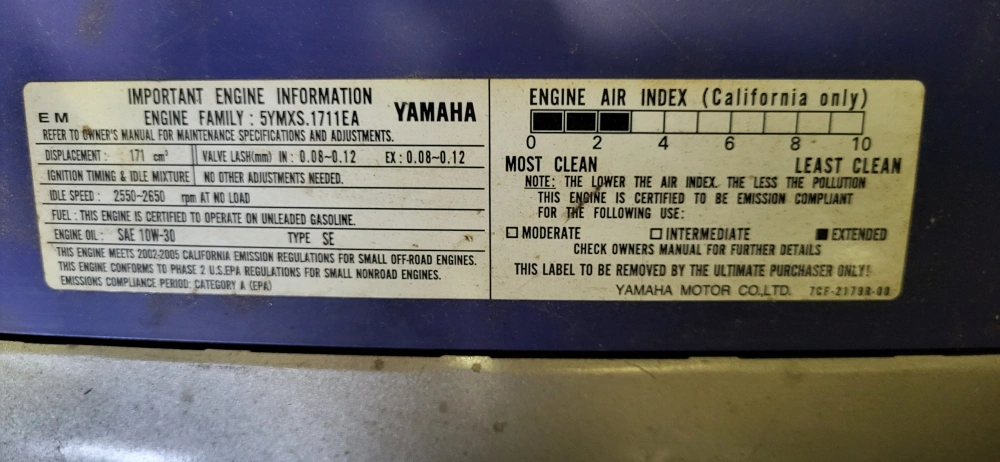 IMPORTANT ENGINE INFORMATION
EM ENGINE FAMILY : 5YMXS.1711EA YAMAHA
REFER TO OWNER'S MANUAL FOR MAINTENANCE SPECIFICATIONS AND ADJUSTMENTS.
DISPLACEMENT : 171 cm³ VALVE LASH(mm) IN : 0.08~0.12 EX : 0.08~0.12
IGNITION TIMING & IDLE MIXTURE NO OTHER ADJUSTMENTS NEEDED.
IDLE SPEED : 2550-2650 rpm AT NO LOAD
FUEL : THIS ENGINE IS CERTIFIED TO OPERATE ON UNLEADED GASOLINE.
ENGINE OIL : SAE 10W-30 TYPE SE
THIS ENGINE MEETS 2002-2005 CALIFORNIA EMISSION REGULATIONS FOR SMALL OFF-ROAD ENGINES.
THIS ENGINE CONFORMS TO PHASE 2 U.S.EPA REGULATIONS FOR SMALL NONROAD ENGINES.
EMISSIONS COMPLIANCE PERIOD: CATEGORY A (EPA)
ENGINE AIR INDEX (California only)
0 2 4 6 8 10
MOST CLEAN LEAST CLEAN
NOTE: THE LOWER THE AIR INDEX. THE LESS THE POLLUTION
THIS ENGINE IS CERTIFIED TO BE EMISSION COMPLIANT
FOR THE FOLLOWING USE:
□ MODERATE □ INTERMEDIATE ■ EXTENDED
CHECK OWNERS MANUAL FOR FURTHER DETAILS
THIS LABEL TO BE REMOVED BY THE ULTIMATE PURCHASER ONLY!
YAMAHA MOTOR CO.,LTD. 7CF-2179R-00